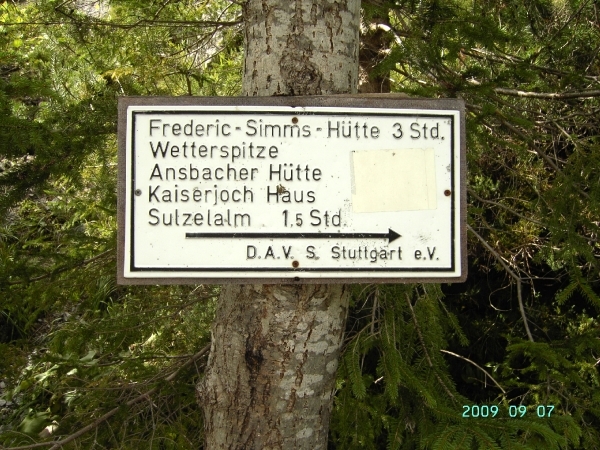 Frederic-Simms-Hütte 3 Std.
Wetterspitze
Ansbacher Hütte
Kaiserjoch Haus
Sulzelalm 1,5 Std.
D.A.V. S. Stuttgart e.V.
2009 09 07